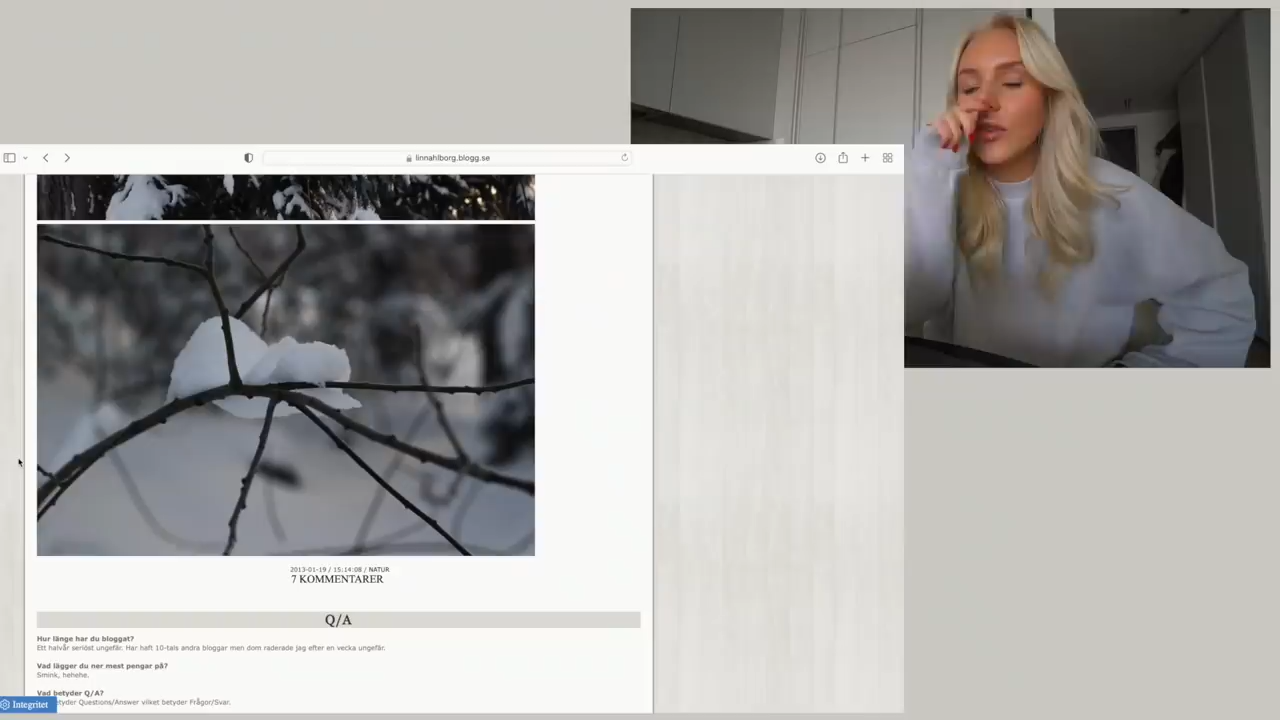 linnahlborg.blogg.se
2013-01-19 / 15:14:08 / NATUR
7 KOMMENTARER
Q/A
Hur länge har du bloggat?
Ett halvår seriöst ungefär. Har haft 10-tals andra bloggar men dom raderade jag efter en vecka ungefär.
Vad lägger du ner mest pengar på?
Smink, hehehe.
Vad betyder Q/A?
etyder Questions/Answer vilket betyder Frågor/Svar.
Integritet